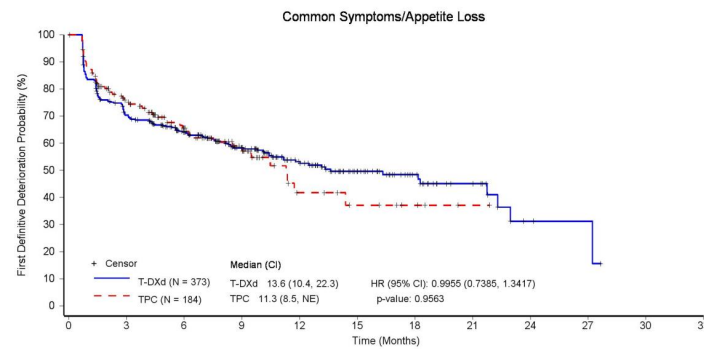 Common Symptoms/Appetite Loss
First Definitive Deterioration Probability (%)
100
90
80
70
60
50
40
30
20
10
0
+ Censor Median (CI)
T-DXd (N = 373) T-DXd 13.6 (10.4, 22.3) HR (95% CI): 0.9955 (0.7385, 1.3417)
TPC (N = 184) TPC 11.3 (8.5, NE) p-value: 0.9563
0 3 6 9 12 15 18 21 24 27 30
Time (Months)